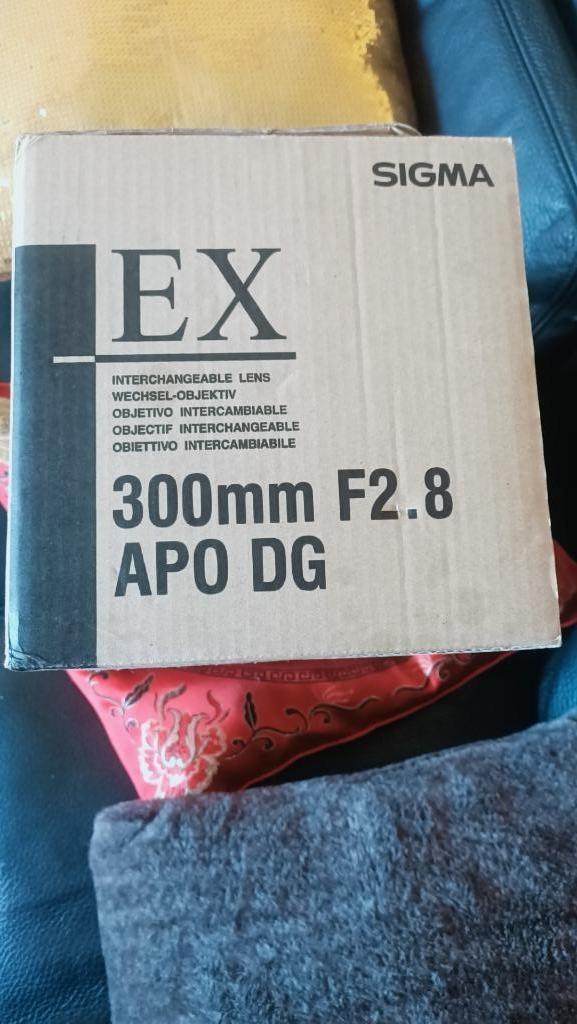 SIGMA
EX
INTERCHANGEABLE LENS
WECHSEL-OBJEKTIV
OBJETIVO INTERCAMBIABLE
OBJECTIF INTERCHANGEABLE
OBIETTIVO INTERCAMBIABILE
300mm F2.8
APO DG